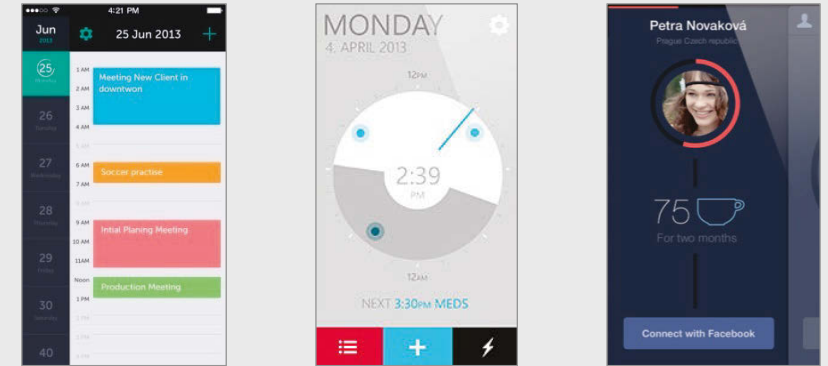 4:21 PM
Jun
2013
25 Jun 2013
25
Monday
26
27
28
29
Friday
30
40
1 AM
2 AM
3 AM
4 AM
6 AM
7 AM
9 AM
10 AM
11AM
Noon
1 PM
Meeting New Client in
downtwon
Soccer practise
Intial Planing Meeting
Production Meeting
MONDAY
4. APRIL 2013
12PM
2:39
PM
12AM
NEXT 3:30PM MEDS
Petra Novaková
Prague Czech republic
75
For two months
Connect with Facebook